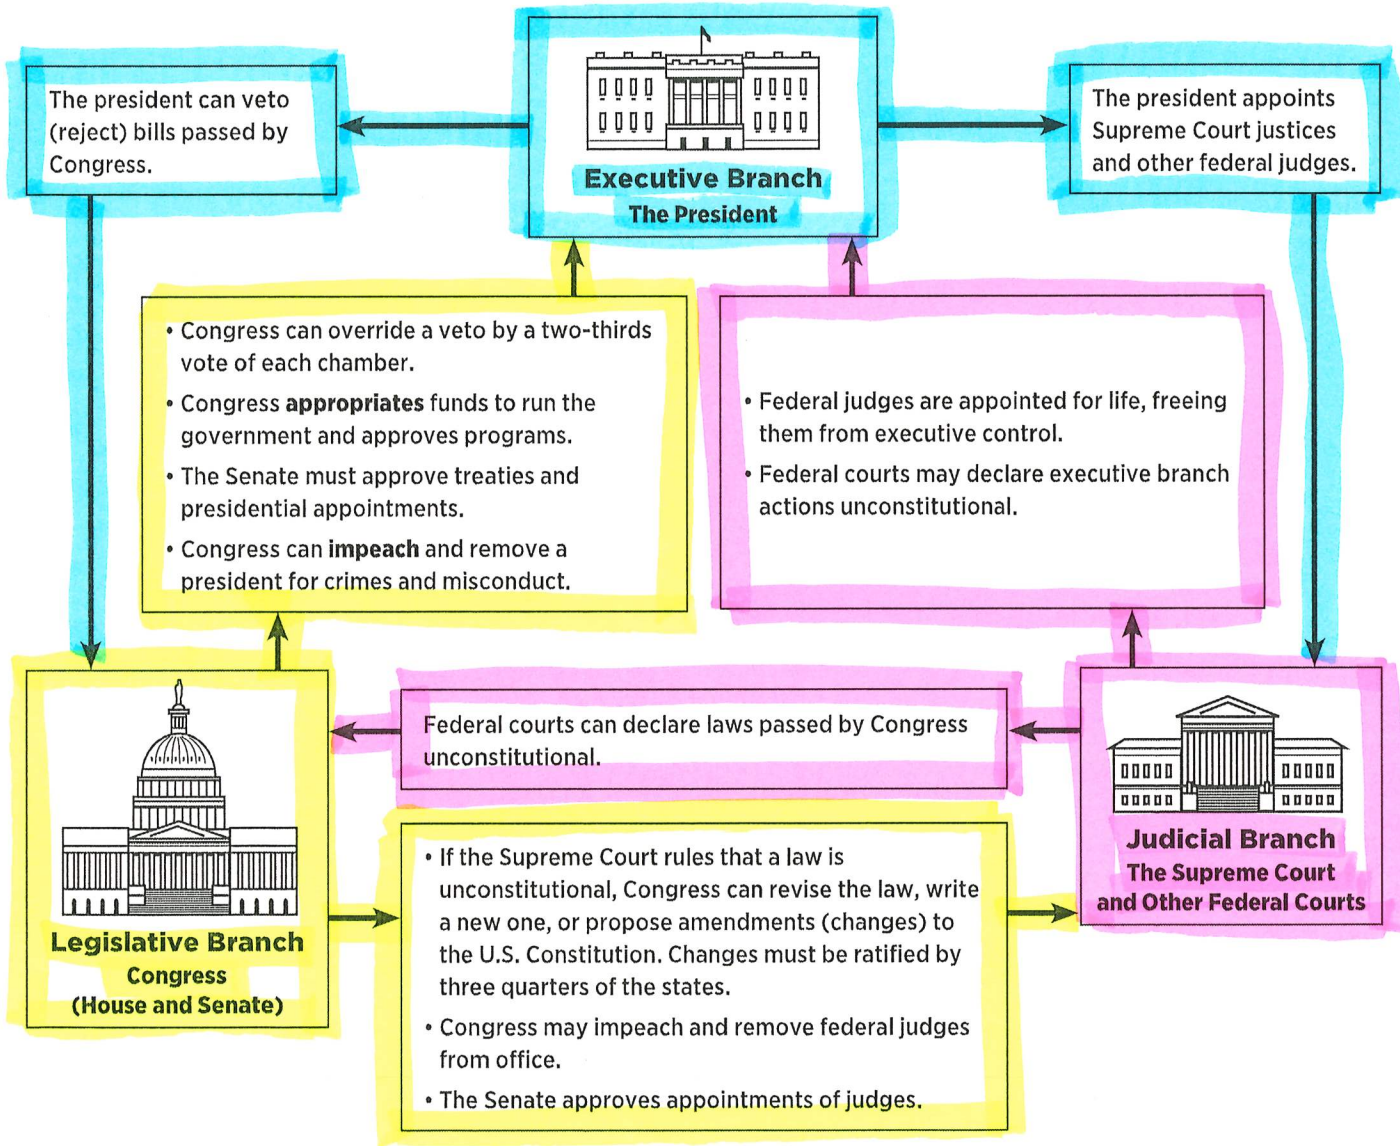 The president can veto
(reject) bills passed by
Congress.
Executive Branch
The President
The president appoints
Supreme Court justices
and other federal judges.
• Congress can override a veto by a two-thirds
vote of each chamber.
• Congress appropriates funds to run the
government and approves programs.
• The Senate must approve treaties and
presidential appointments.
• Congress can impeach and remove a
president for crimes and misconduct.
• Federal judges are appointed for life, freeing
them from executive control.
• Federal courts may declare executive branch
actions unconstitutional.
Federal courts can declare laws passed by Congress
unconstitutional.
Legislative Branch
Congress
(House and Senate)
• If the Supreme Court rules that a law is
unconstitutional, Congress can revise the law, write
a new one, or propose amendments (changes) to
the U.S. Constitution. Changes must be ratified by
three quarters of the states.
• Congress may impeach and remove federal judges
from office.
• The Senate approves appointments of judges.
Judicial Branch
The Supreme Court
and Other Federal Courts